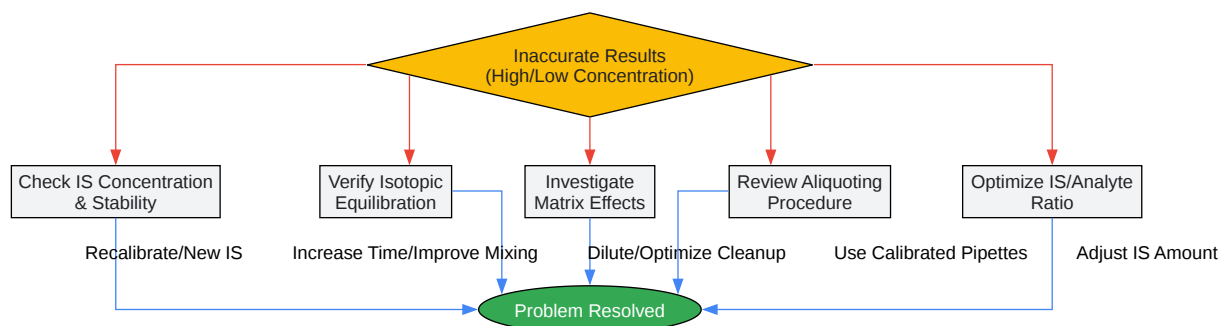 Inaccurate Results
(High/Low Concentration)
Check IS Concentration
& Stability
Verify Isotopic
Equilibration
Investigate
Matrix Effects
Review Aliquoting
Procedure
Optimize IS/Analyte
Ratio
Recalibrate/New IS
Increase Time/Improve Mixing
Dilute/Optimize Cleanup
Use Calibrated Pipettes
Adjust IS Amount
Problem Resolved